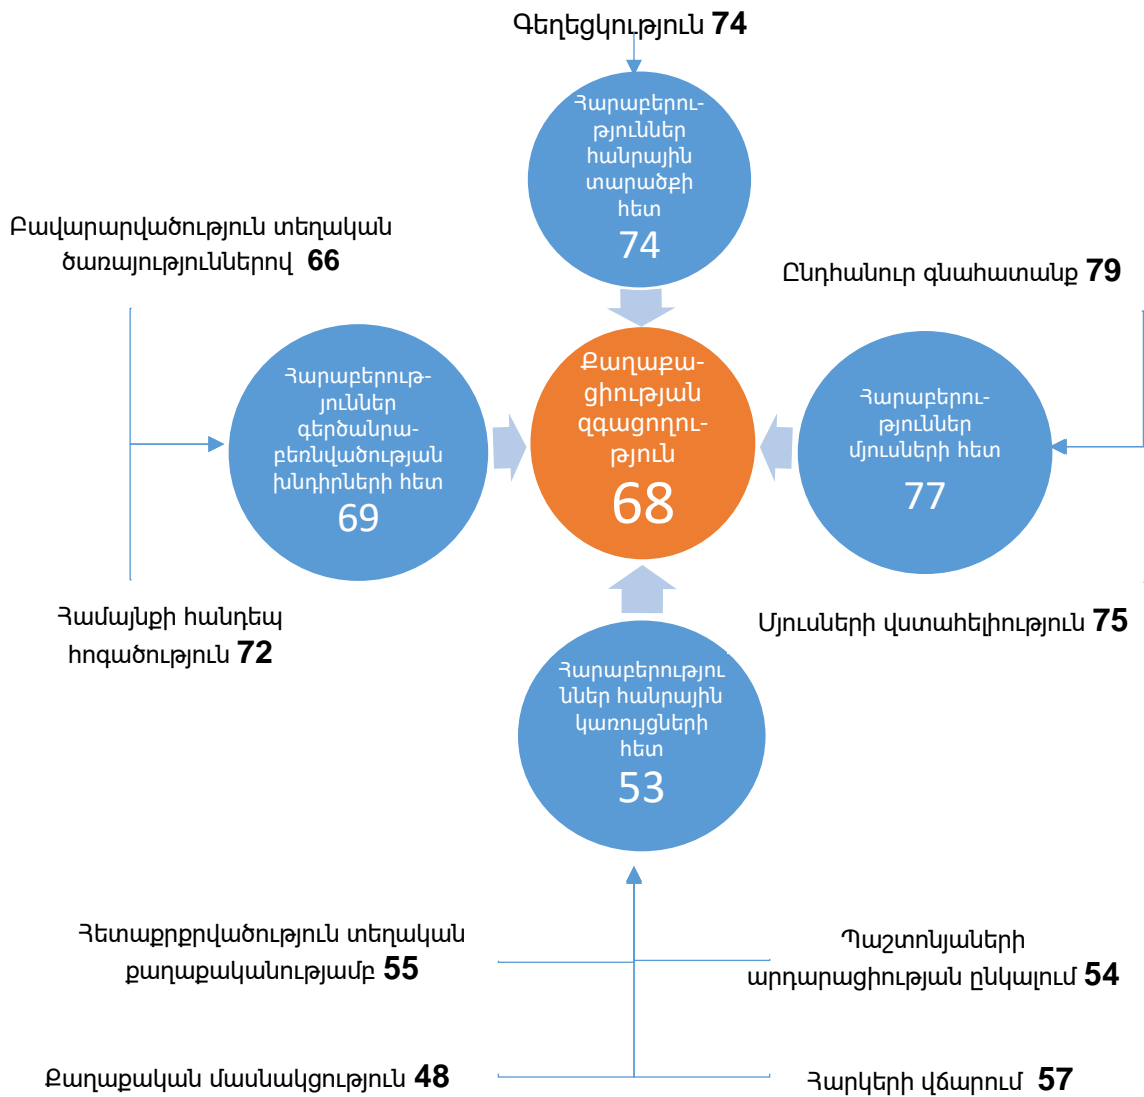 Գեղեցկություն 74
Հարաբերու-
թյուններ
հանրային
տարածքի
հետ
74
Բավարարվածություն տեղական
ծառայություններով 66
Ընդհանուր գնահատանք 79
Հարաբերութ-
յուններ
գերծանրա-
բեռնվածության
խնդիրների հետ
69
Քաղաքա-
ցիության
զգացողու-
թյուն
68
Հարաբերու-
թյուններ
մյուսների հետ
77
Համայնքի հանդեպ
հոգածություն 72
Մյուսների վստահելիություն 75
Հարաբերությու
ններ հանրային
կառույցների
հետ
53
Հետաքրքրվածություն տեղական
քաղաքականությամբ 55
Պաշտոնյաների
արդարացիության ընկալում 54
Քաղաքական մասնակցություն 48
Հարկերի վճարում 57